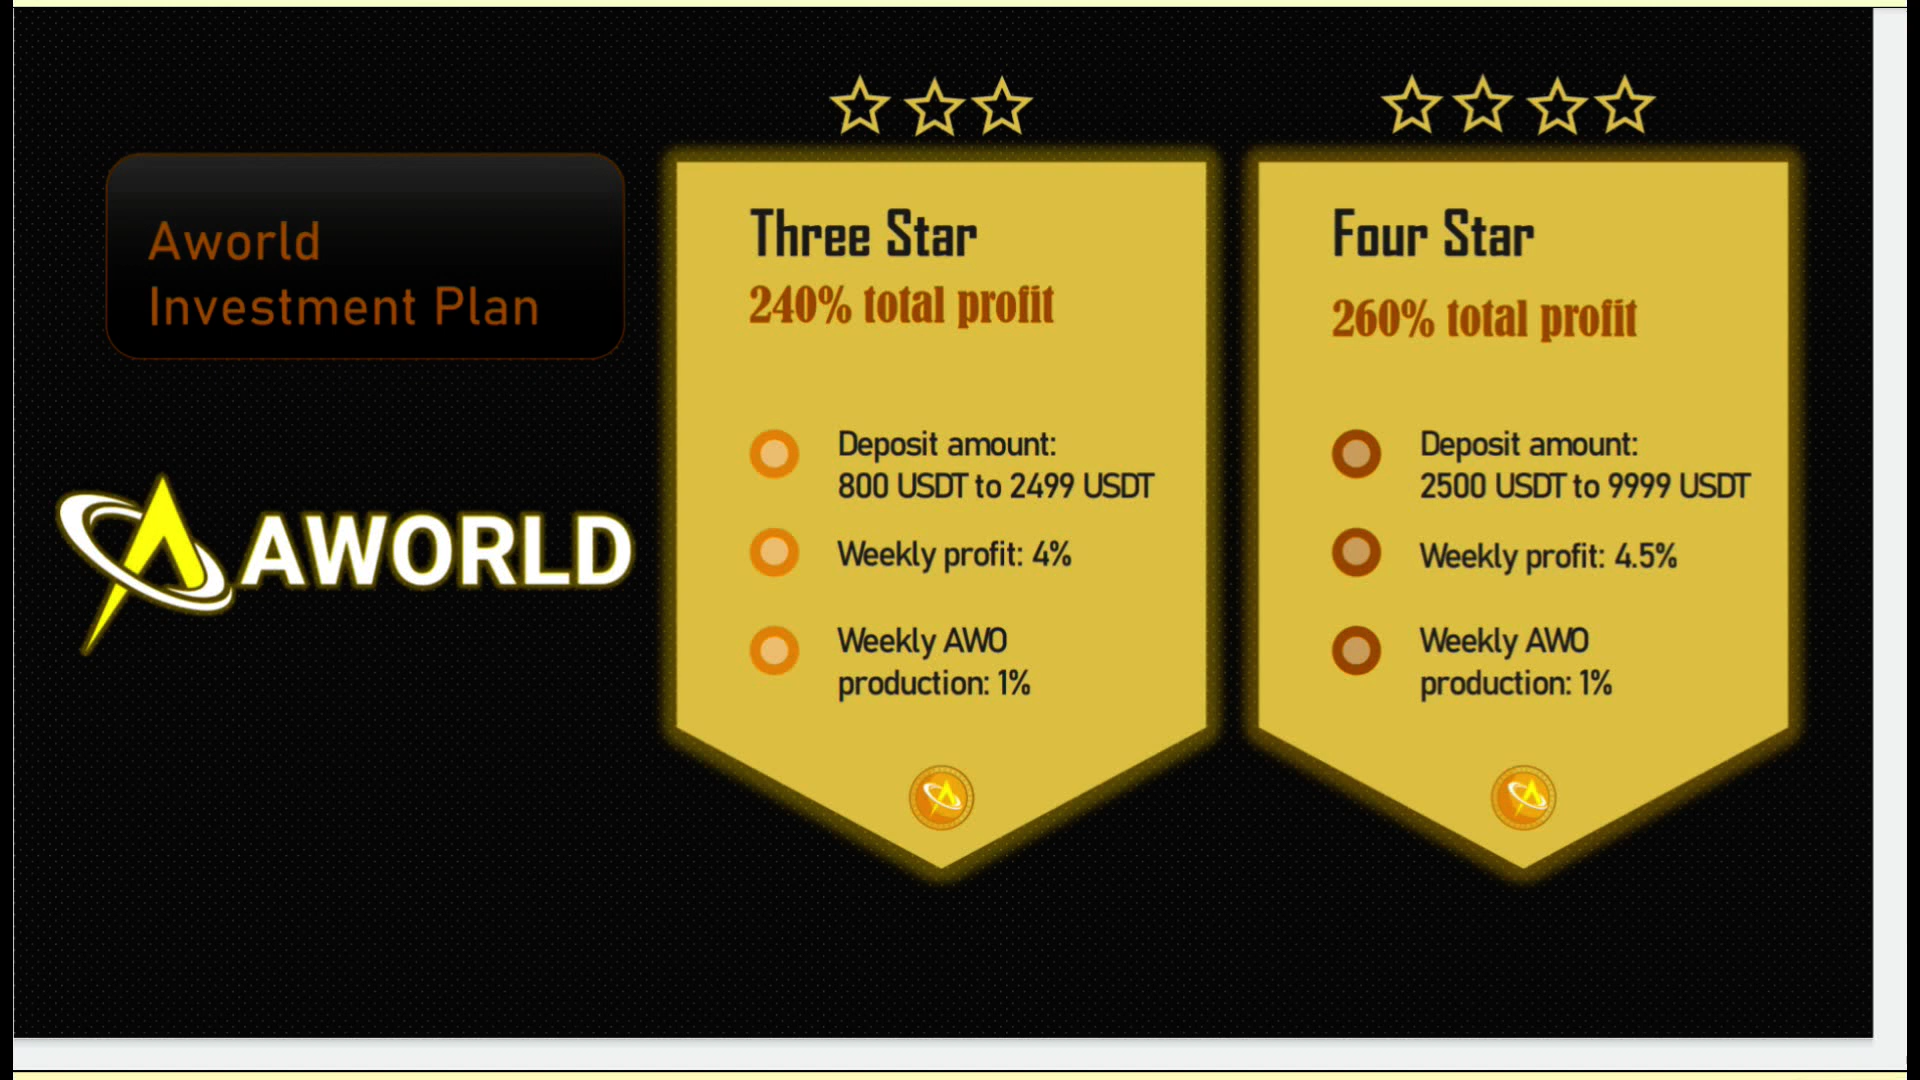 Aworld
Investment Plan
AWORLD
Three Star
240% total profit
Deposit amount:
800 USDT to 2499 USDT
Weekly profit: 4%
Weekly AWO
production: 1%
Four Star
260% total profit
Deposit amount:
2500 USDT to 9999 USDT
Weekly profit: 4.5%
Weekly AWO
production: 1%